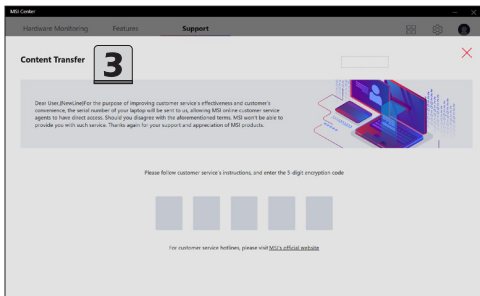 MSI Center
Hardware Monitoring Features Support
Content Transfer 3
Dear User,{NewLine}For the purpose of improving customer service's effectiveness and customer's
convenience, the serial number of your laptop will be sent to us, allowing MSI online customer service
agents to have direct access. Should you disagree with the aforementioned terms, MSI won't be able to
provide you with such service. Thanks again for your support and appreciation of MSI products.
Please follow customer service's instructions, and enter the 5-digit encryption code
For customer service hotlines, please visit MSI's official website